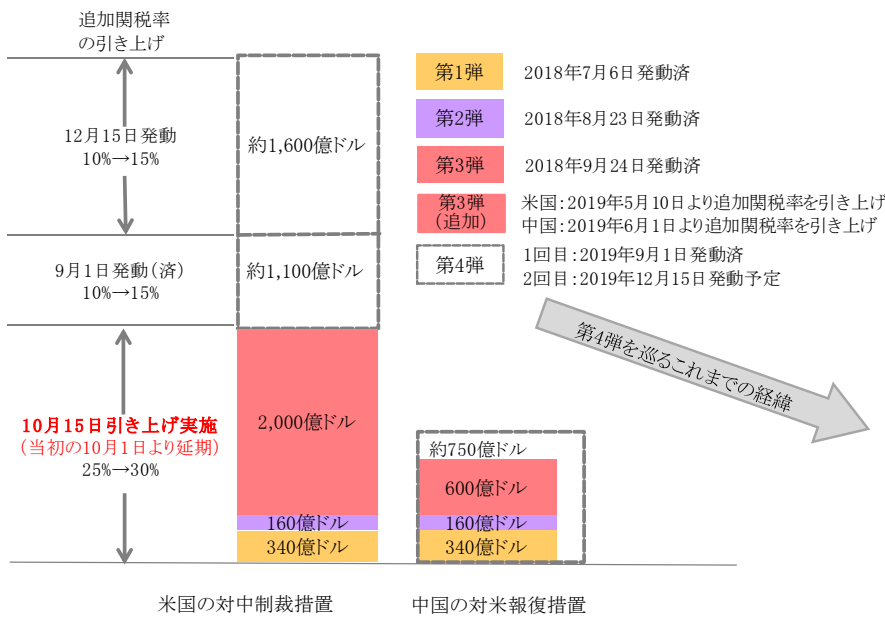 追加関税率
の引き上げ
12月15日発動
10%→15%
9月1日発動（済）
10%→15%
10月15日引き上げ実施
（当初の10月1日より延期）
25%→30%
約1,600億ドル
約1,100億ドル
2,000億ドル
160億ドル
340億ドル
米国の対中制裁措置
約750億ドル
600億ドル
160億ドル
340億ドル
中国の対米報復措置
第1弾 2018年7月6日発動済
第2弾 2018年8月23日発動済
第3弾 2018年9月24日発動済
第3弾
（追加）
米国：2019年5月10日より追加関税率を引き上げ
中国：2019年6月1日より追加関税率を引き上げ
第4弾
1回目：2019年9月1日発動済
2回目：2019年12月15日発動予定
第4弾を巡るこれまでの経緯